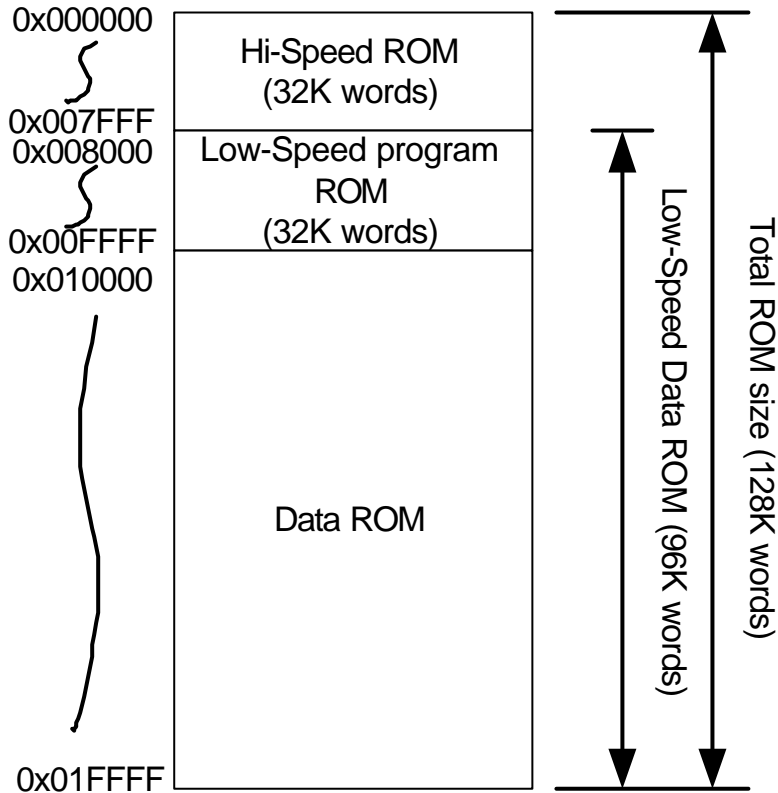 0x000000
Hi-Speed ROM
(32K words)
0x007FFF
0x008000
Low-Speed program
ROM
(32K words)
0x00FFFF
0x010000
Data ROM
0x01FFFF
Low-Speed Data ROM (96K words)
Total ROM size (128K words)